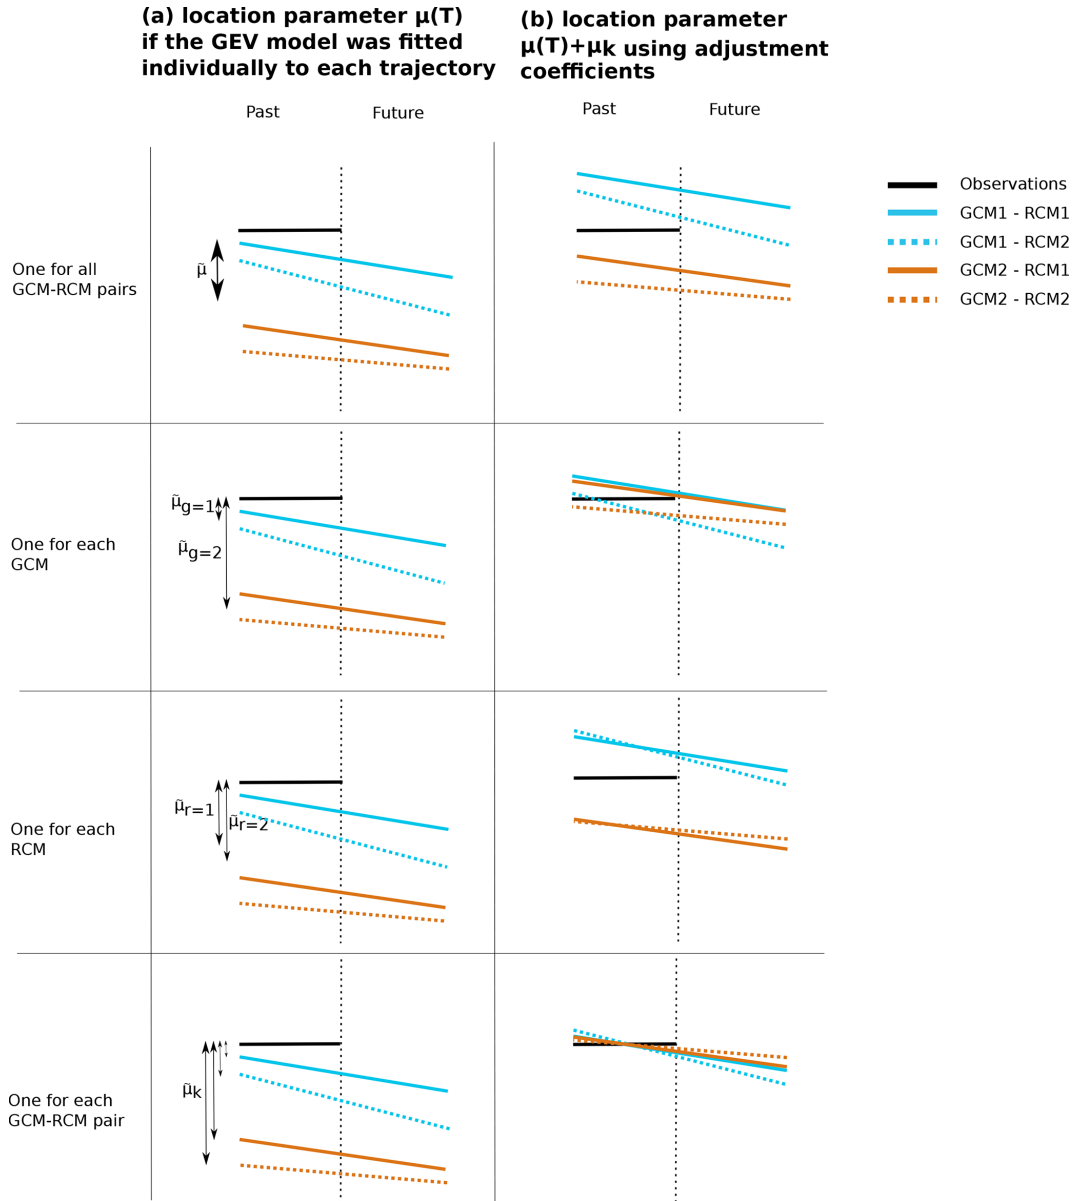 (a) location parameter μ(T)
if the GEV model was fitted
individually to each trajectory
(b) location parameter
μ(T)+μk using adjustment
coefficients
Past
Future
Past
Future
Observations
GCM1 - RCM1
GCM1 - RCM2
GCM2 - RCM1
GCM2 - RCM2
One for all
GCM-RCM pairs
μ̃
One for each
GCM
μ̃g=1
μ̃g=2
One for each
RCM
μ̃r=1
μ̃r=2
One for each
GCM-RCM pair
μ̃k